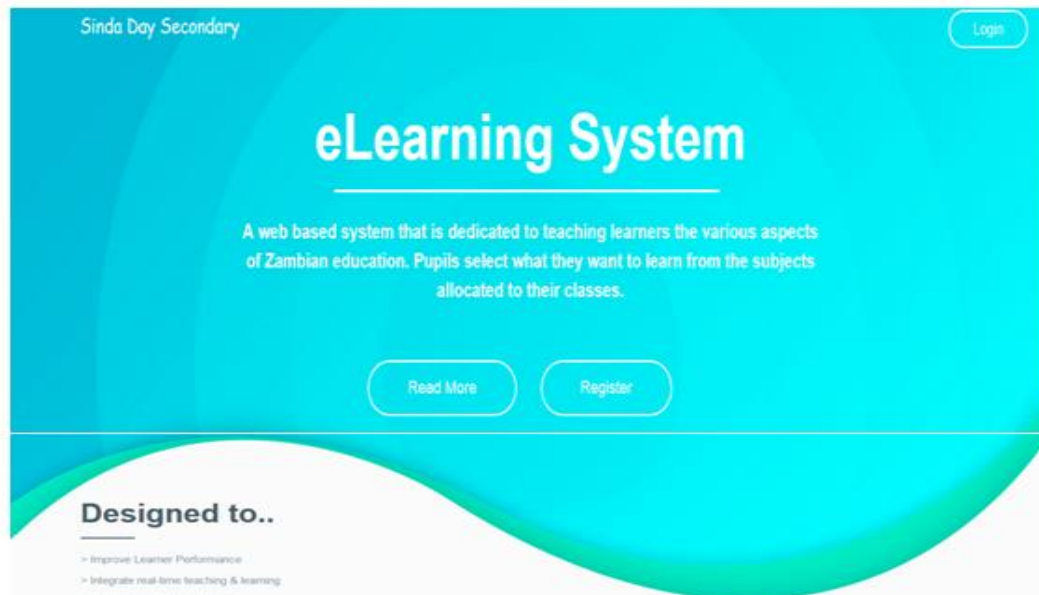 Sinda Day Secondary
Login
eLearning System
A web based system that is dedicated to teaching learners the various aspects
of Zambian education. Pupils select what they want to learn from the subjects
allocated to their classes.
Read More
Register
Designed to..
> Improve Learner Performance
> Integrate real-time teaching & learning